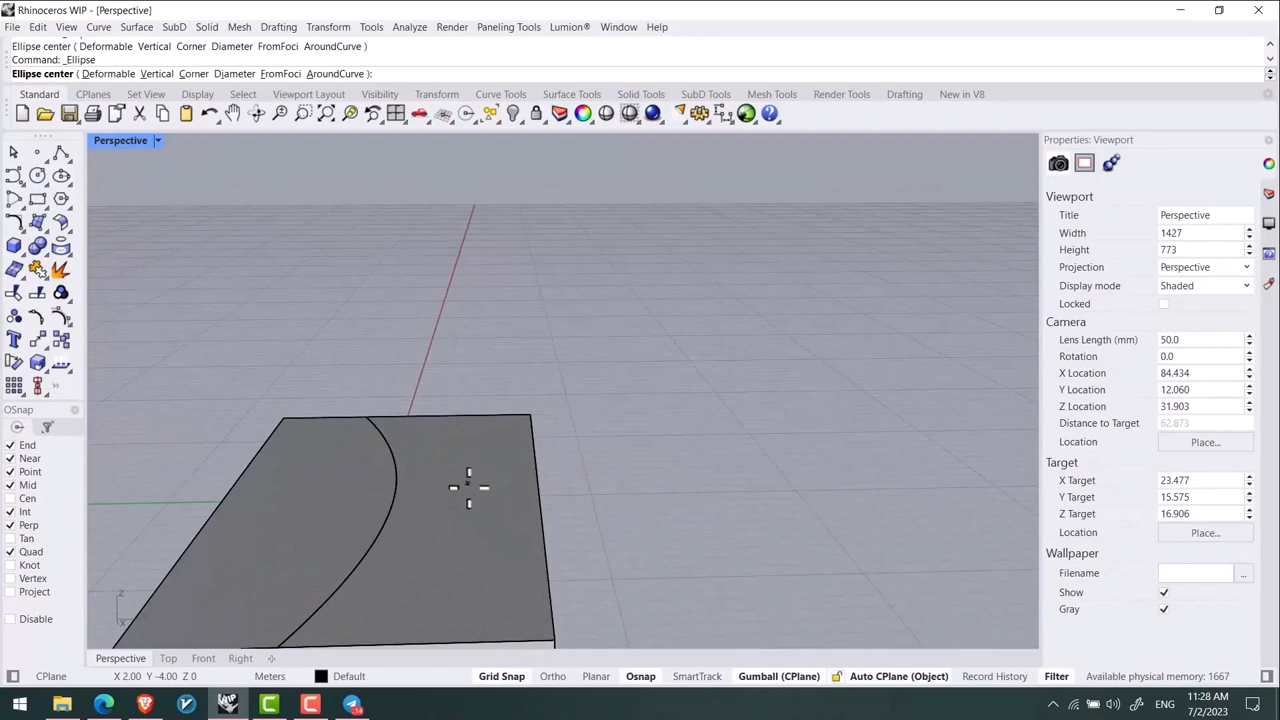 Rhinoceros WIP - [Perspective]
File Edit View Curve Surface SubD Solid Mesh Drafting Transform Tools Analyze Render Paneling Tools Lumion® Window Help
Ellipse center ( Deformable Vertical Corner Diameter FromFoci AroundCurve )
Command: _Ellipse
Ellipse center ( Deformable Vertical Corner Diameter FromFoci AroundCurve ):
Standard CPlanes Set View Display Select Viewport Layout Visibility Transform Curve Tools Surface Tools Solid Tools SubD Tools Mesh Tools Render Tools Drafting New in V8
Perspective
Properties: Viewport
Viewport
Title Perspective
Width 1427
Height 773
Projection Perspective
Display mode Shaded
Locked
Camera
Lens Length (mm) 50.0
Rotation 0.0
X Location 84.434
Y Location 12.060
Z Location 31.903
Distance to Target 62.873
Location Place...
Target
X Target 23.477
Y Target 15.575
Z Target 16.906
Location Place...
Wallpaper
Filename ...
Show
Gray
OSnap
End
Near
Point
Mid
Cen
Int
Perp
Tan
Quad
Knot
Vertex
Project
Disable
Z
X
Perspective Top Front Right
CPlane X 2.00 Y -4.00 Z 0 Meters Default Grid Snap Ortho Planar Osnap SmartTrack Gumball (CPlane) Auto CPlane (Object) Record History Filter Available physical memory: 1667
WIP
14
ENG
11:28 AM
7/2/2023